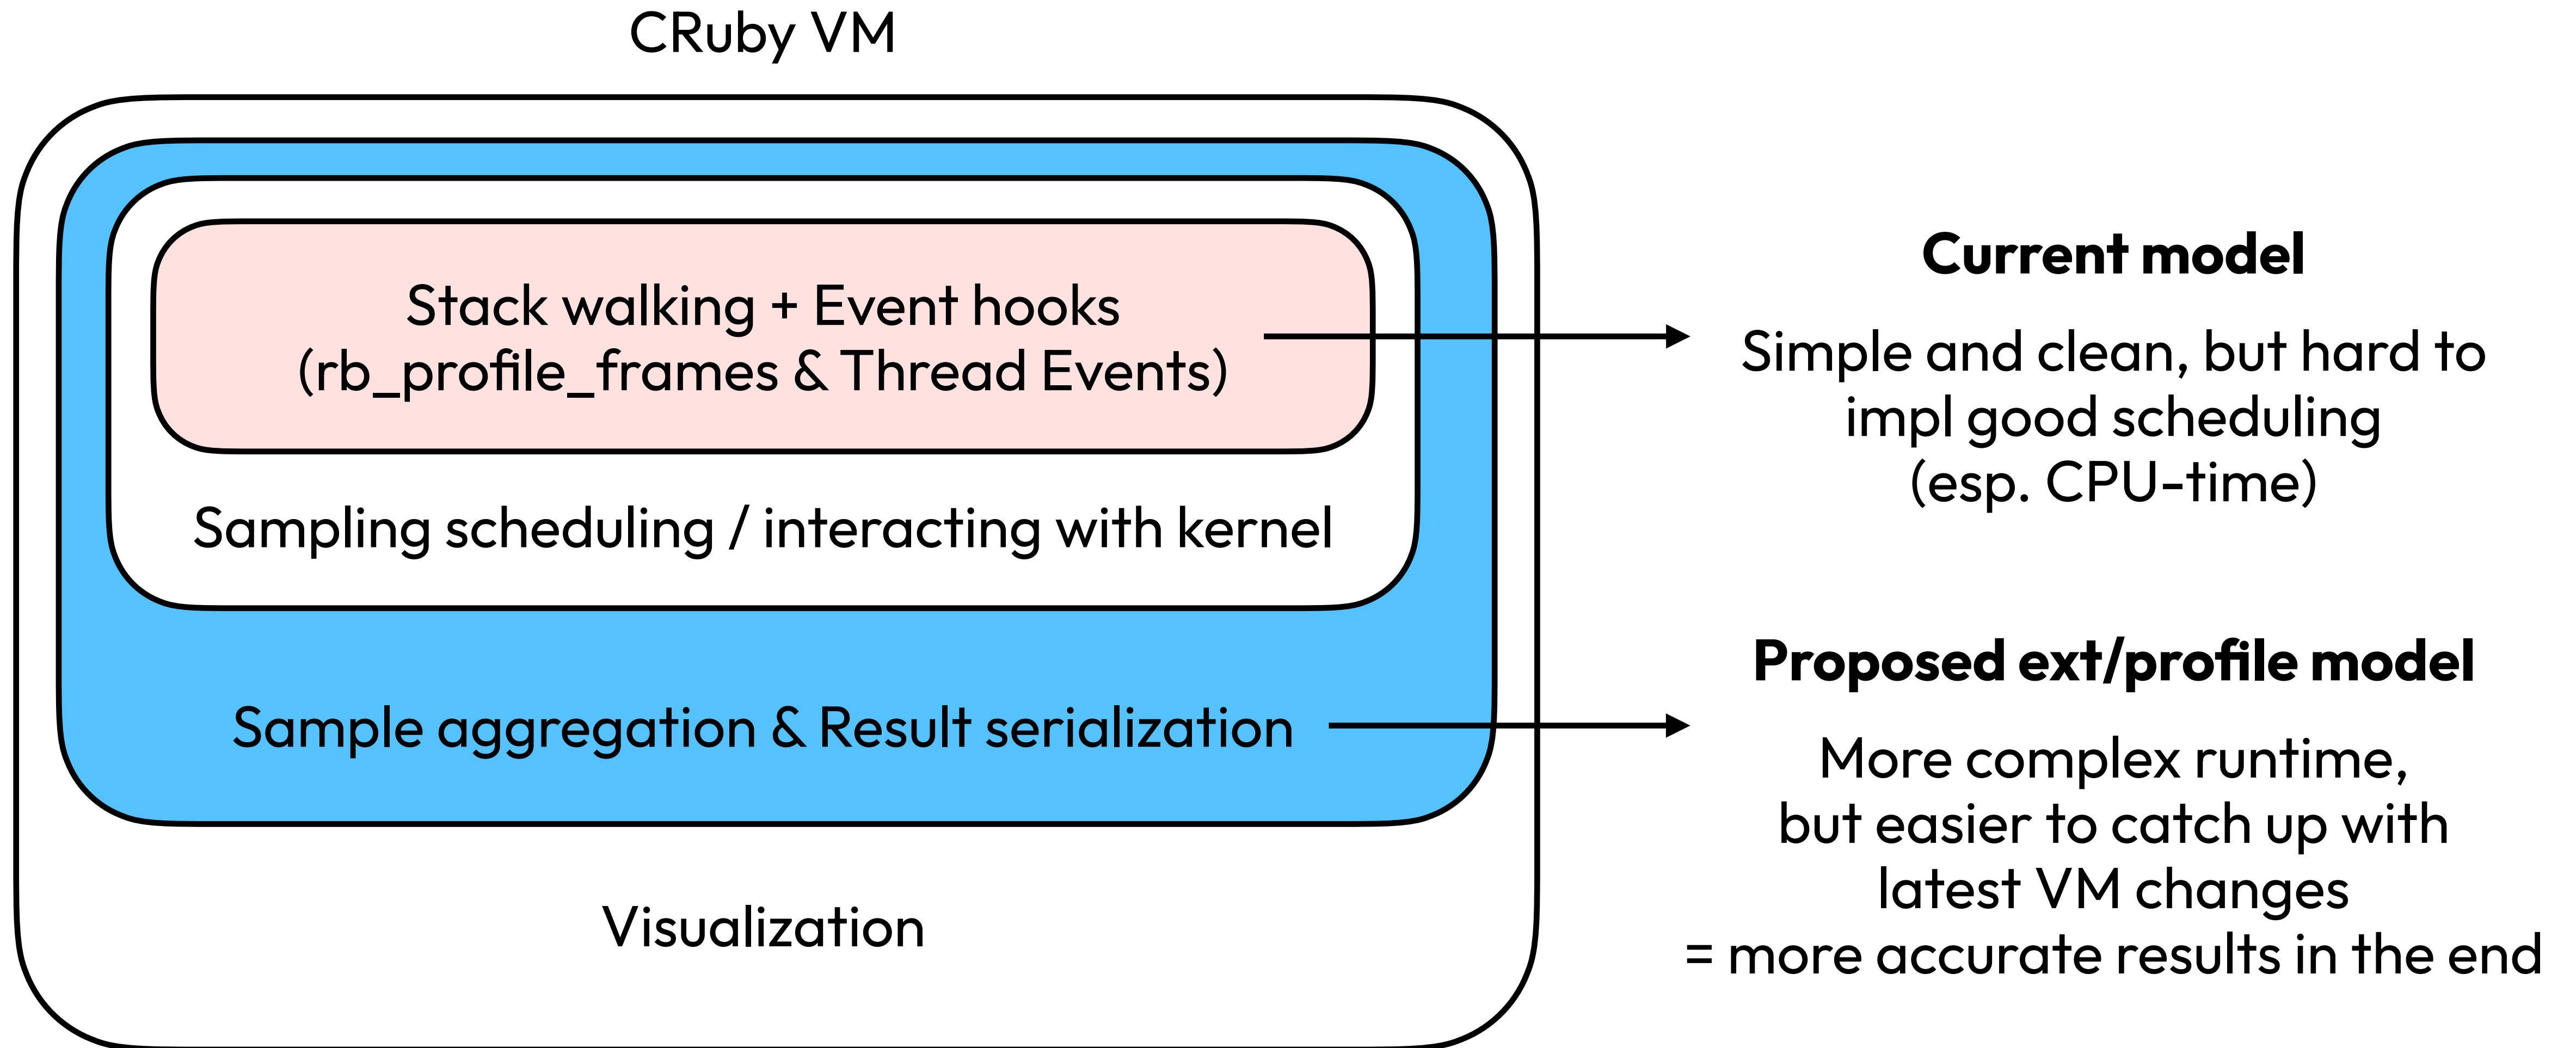 CRuby VM
Stack walking + Event hooks
(rb_profile_frames & Thread Events)
Sampling scheduling / interacting with kernel
Sample aggregation & Result serialization
Visualization
Current model
Simple and clean, but hard to
impl good scheduling
(esp. CPU-time)
Proposed ext/profile model
More complex runtime,
but easier to catch up with
latest VM changes
= more accurate results in the end